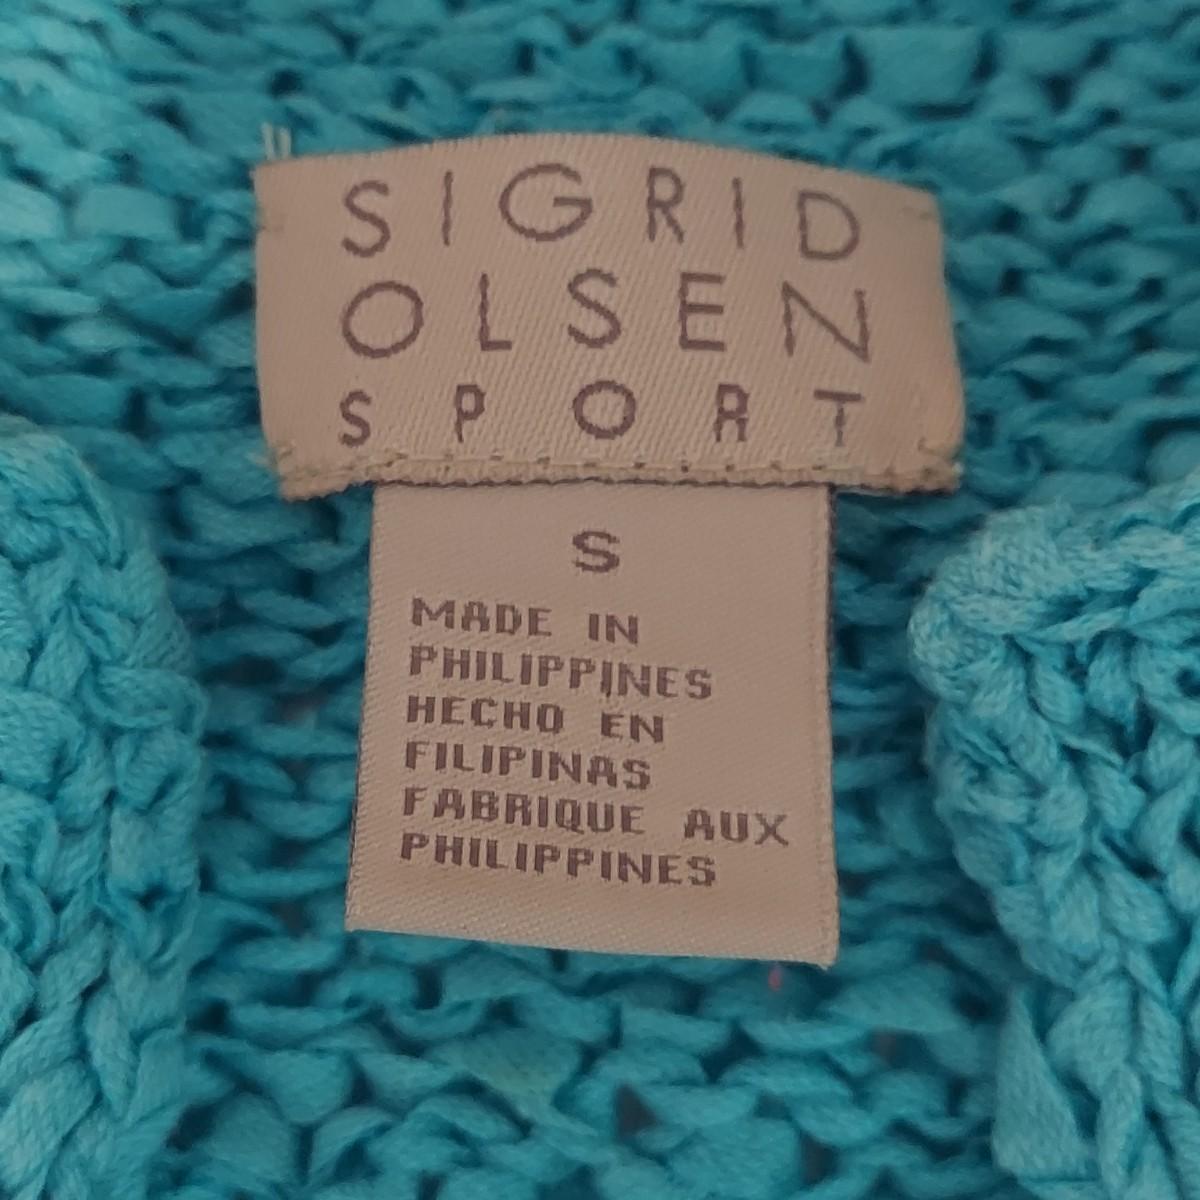 SIGRID
OLSEN
SPORT
S
MADE IN
PHILIPPINES
HECHO EN
FILIPINAS
FABRIQUE AUX
PHILIPPINES